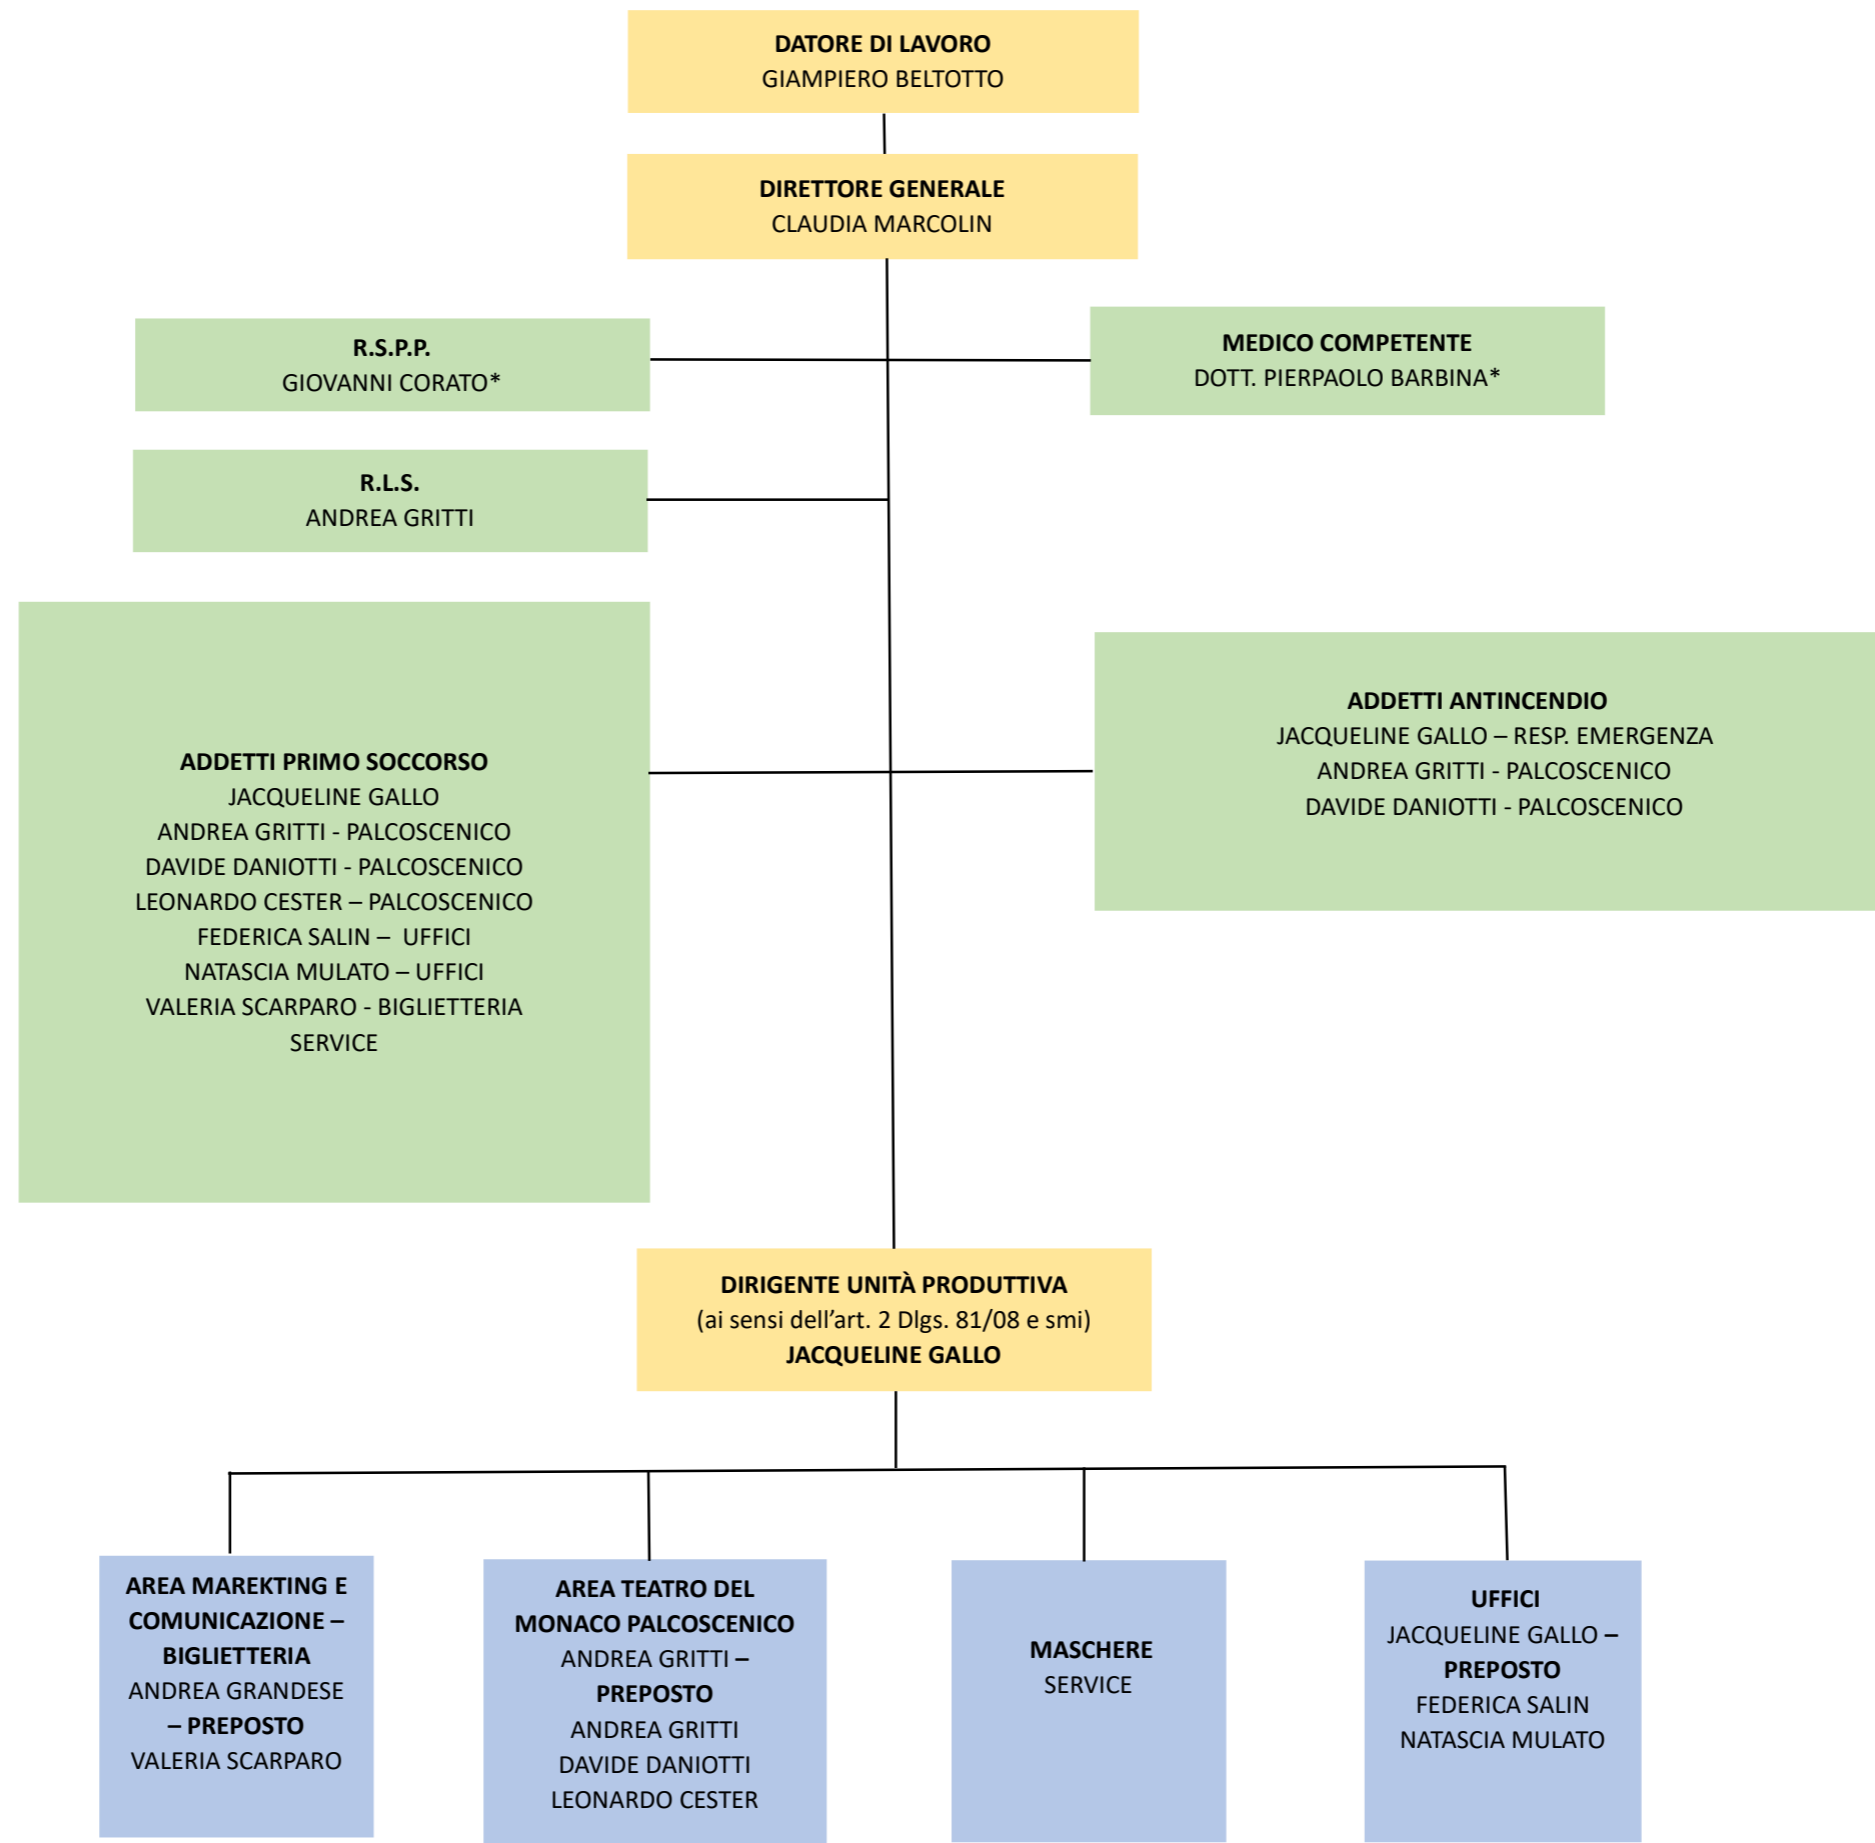 DATORE DI LAVORO
GIAMPIERO BELTOTTO
DIRETTORE GENERALE
CLAUDIA MARCOLIN
R.S.P.P.
GIOVANNI CORATO*
MEDICO COMPETENTE
DOTT. PIERPAOLO BARBINA*
R.L.S.
ANDREA GRITTI
ADDETTI PRIMO SOCCORSO
JACQUELINE GALLO
ANDREA GRITTI - PALCOSCENICO
DAVIDE DANIOTTI - PALCOSCENICO
LEONARDO CESTER – PALCOSCENICO
FEDERICA SALIN – UFFICI
NATASCIA MULATO – UFFICI
VALERIA SCARPARO - BIGLIETTERIA
SERVICE
ADDETTI ANTINCENDIO
JACQUELINE GALLO – RESP. EMERGENZA
ANDREA GRITTI - PALCOSCENICO
DAVIDE DANIOTTI - PALCOSCENICO
DIRIGENTE UNITÀ PRODUTTIVA
(ai sensi dell’art. 2 Dlgs. 81/08 e smi)
JACQUELINE GALLO
AREA MAREKTING E
COMUNICAZIONE –
BIGLIETTERIA
ANDREA GRANDESE
– PREPOSTO
VALERIA SCARPARO
AREA TEATRO DEL
MONACO PALCOSCENICO
ANDREA GRITTI –
PREPOSTO
ANDREA GRITTI
DAVIDE DANIOTTI
LEONARDO CESTER
MASCHERE
SERVICE
UFFICI
JACQUELINE GALLO –
PREPOSTO
FEDERICA SALIN
NATASCIA MULATO